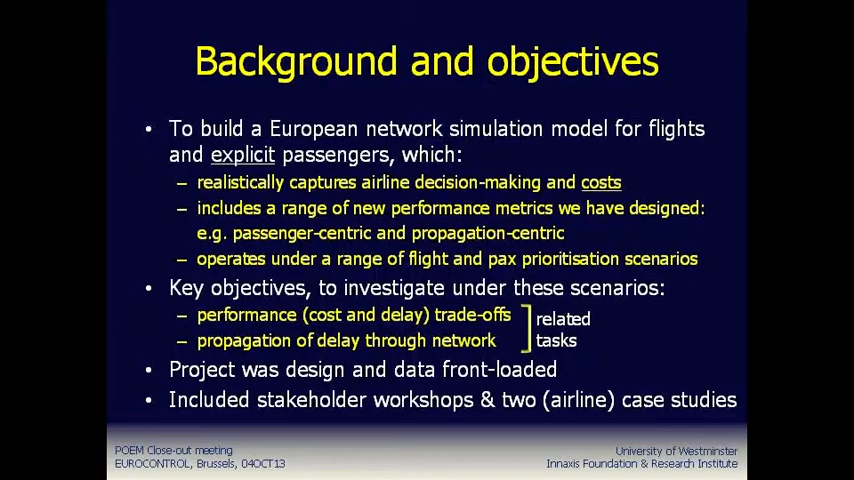 Background and objectives
• To build a European network simulation model for flights
and explicit passengers, which:
– realistically captures airline decision-making and costs
– includes a range of new performance metrics we have designed:
e.g. passenger-centric and propagation-centric
– operates under a range of flight and pax prioritisation scenarios
• Key objectives, to investigate under these scenarios:
– performance (cost and delay) trade-offs
– propagation of delay through network
related
tasks
• Project was design and data front-loaded
• Included stakeholder workshops & two (airline) case studies
POEM Close-out meeting
EUROCONTROL, Brussels, 04OCT13
University of Westminster
Innaxis Foundation & Research Institute